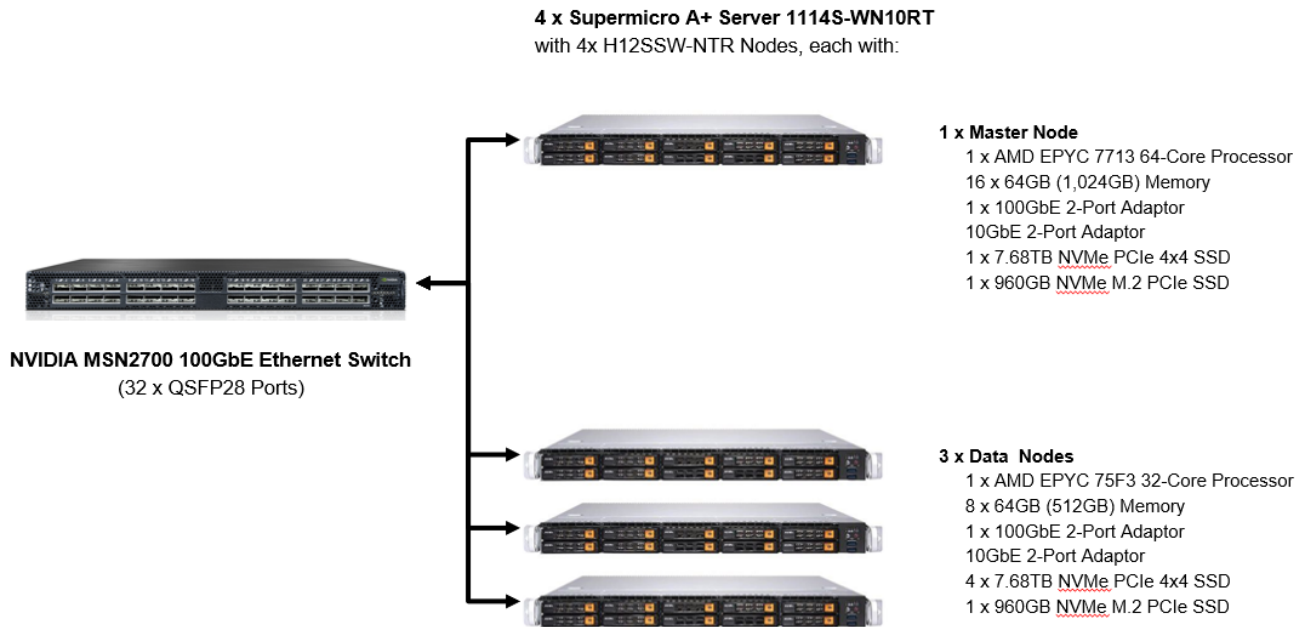 4 x Supermicro A+ Server 1114S-WN10RT
with 4x H12SSW-NTR Nodes, each with:
1 x Master Node
1 x AMD EPYC 7713 64-Core Processor
16 x 64GB (1,024GB) Memory
1 x 100GbE 2-Port Adaptor
10GbE 2-Port Adaptor
1 x 7.68TB NVMe PCIe 4x4 SSD
1 x 960GB NVMe M.2 PCIe SSD
NVIDIA MSN2700 100GbE Ethernet Switch
(32 x QSFP28 Ports)
3 x Data Nodes
1 x AMD EPYC 75F3 32-Core Processor
8 x 64GB (512GB) Memory
1 x 100GbE 2-Port Adaptor
10GbE 2-Port Adaptor
4 x 7.68TB NVMe PCIe 4x4 SSD
1 x 960GB NVMe M.2 PCIe SSD